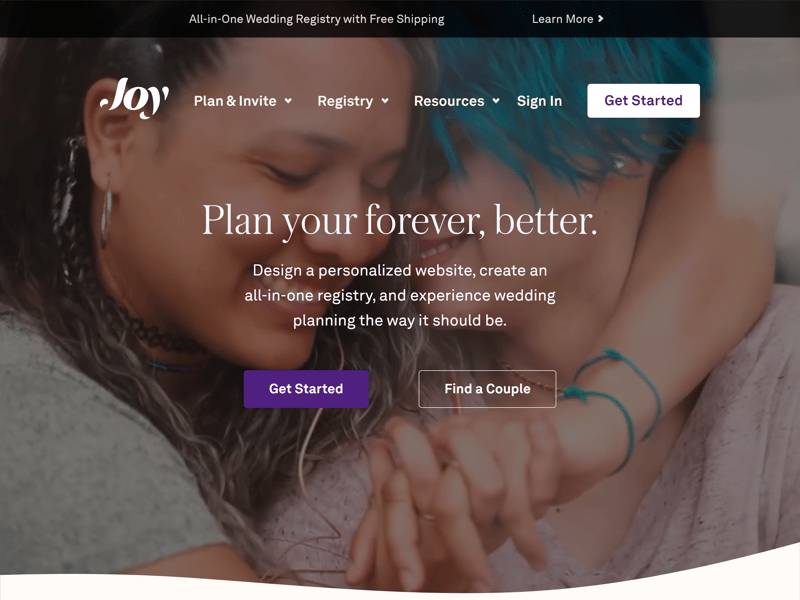 All-in-One Wedding Registry with Free Shipping
Learn More
Joy
Plan & Invite
Registry
Resources
Sign In
Get Started
Plan your forever, better.
Design a personalized website, create an
all-in-one registry, and experience wedding
planning the way it should be.
Get Started
Find a Couple